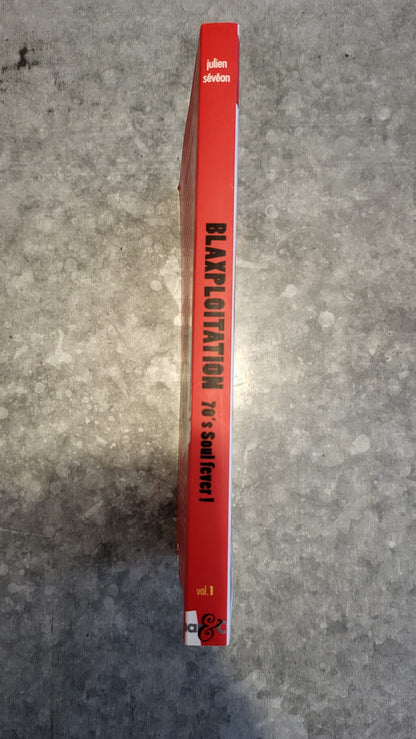 julien
sévéon
BLAXPLOITATION 70's Soul fever !
vol. 1